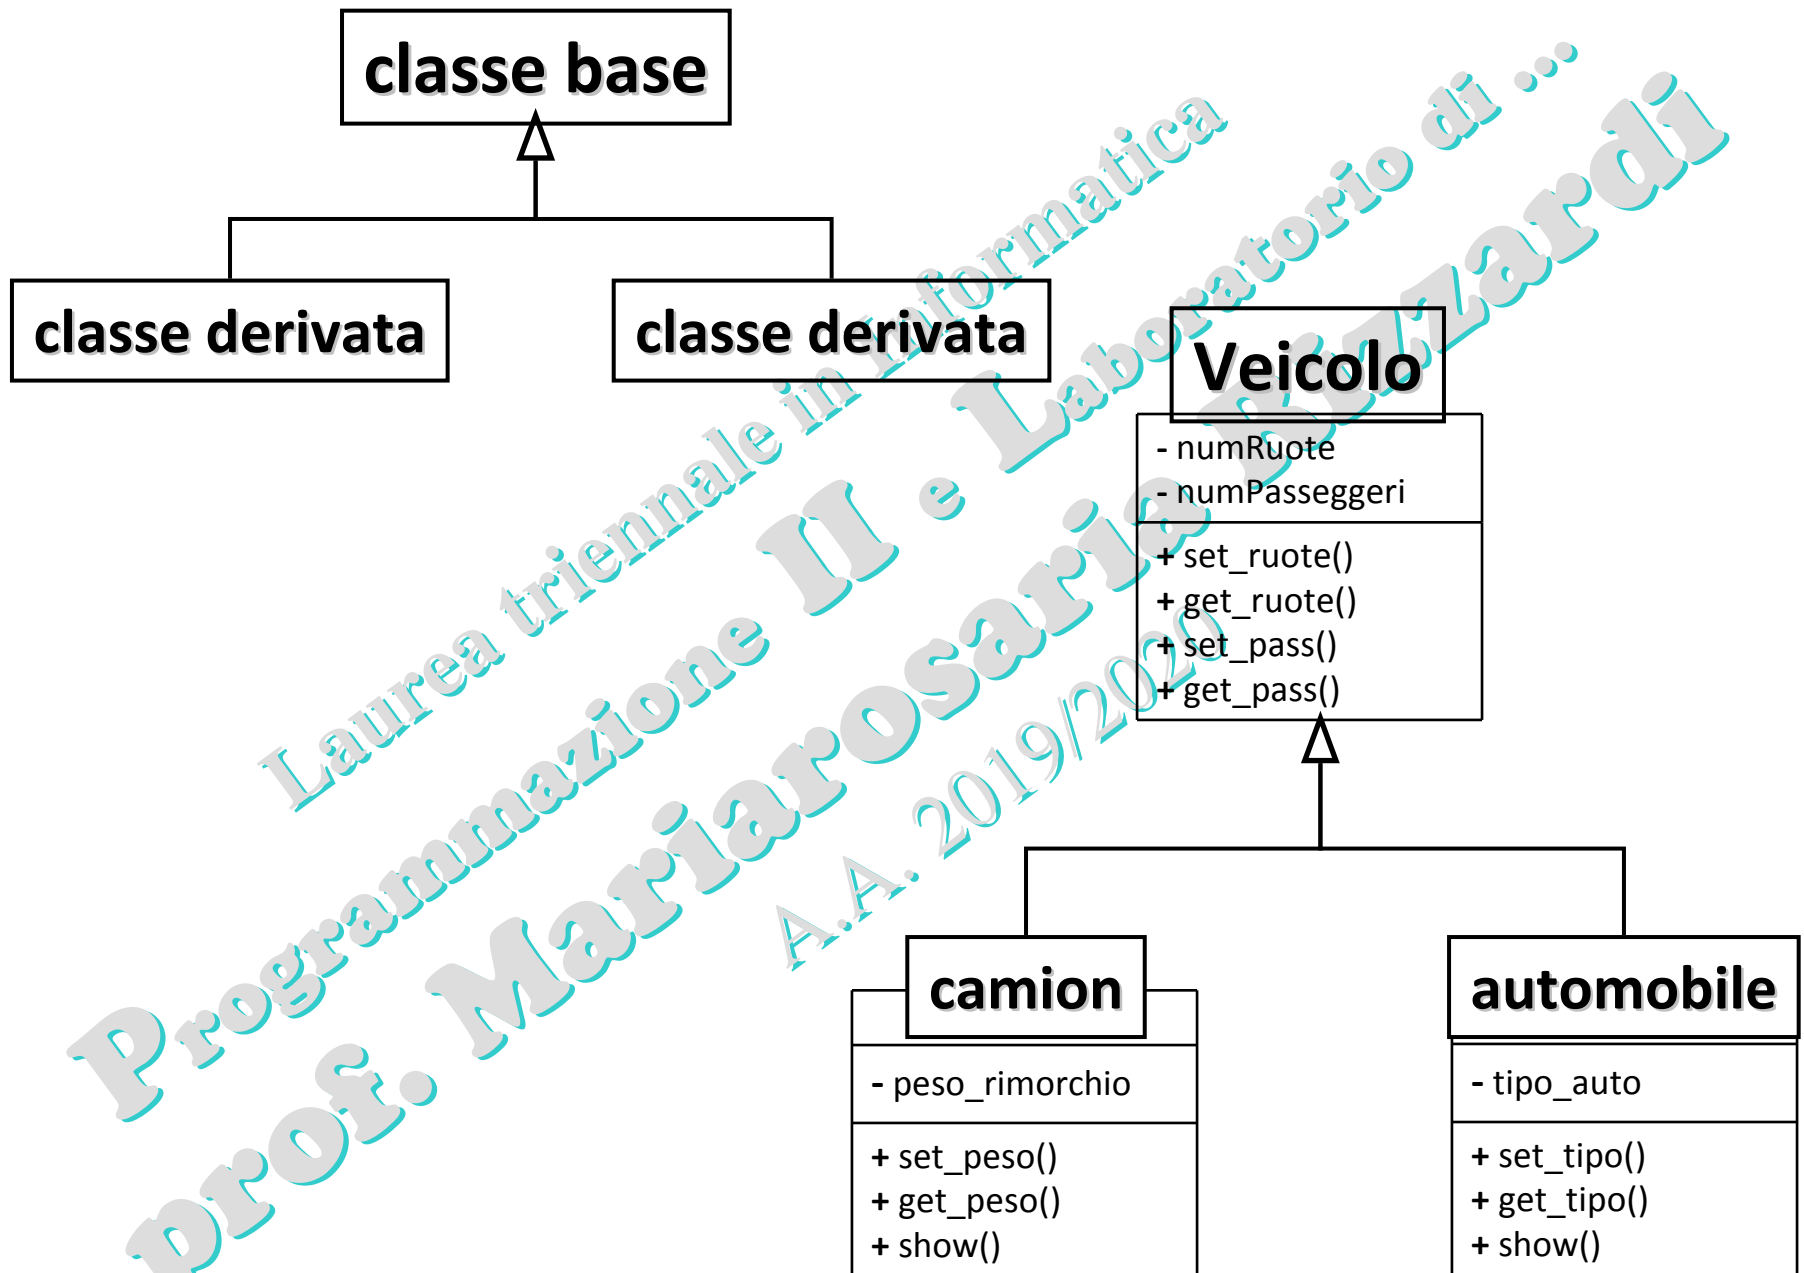 classe base
classe derivata
classe derivata
Veicolo
- numRuote
- numPasseggeri
+ set_ruote()
+ get_ruote()
+ set_pass()
+ get_pass()
camion
- peso_rimorchio
+ set_peso()
+ get_peso()
+ show()
automobile
- tipo_auto
+ set_tipo()
+ get_tipo()
+ show()
Laurea triennale in Informatica
Programmazione II e Laboratorio di ...
prof. Mariarosaria Rizzardi
A.A. 2019/2020